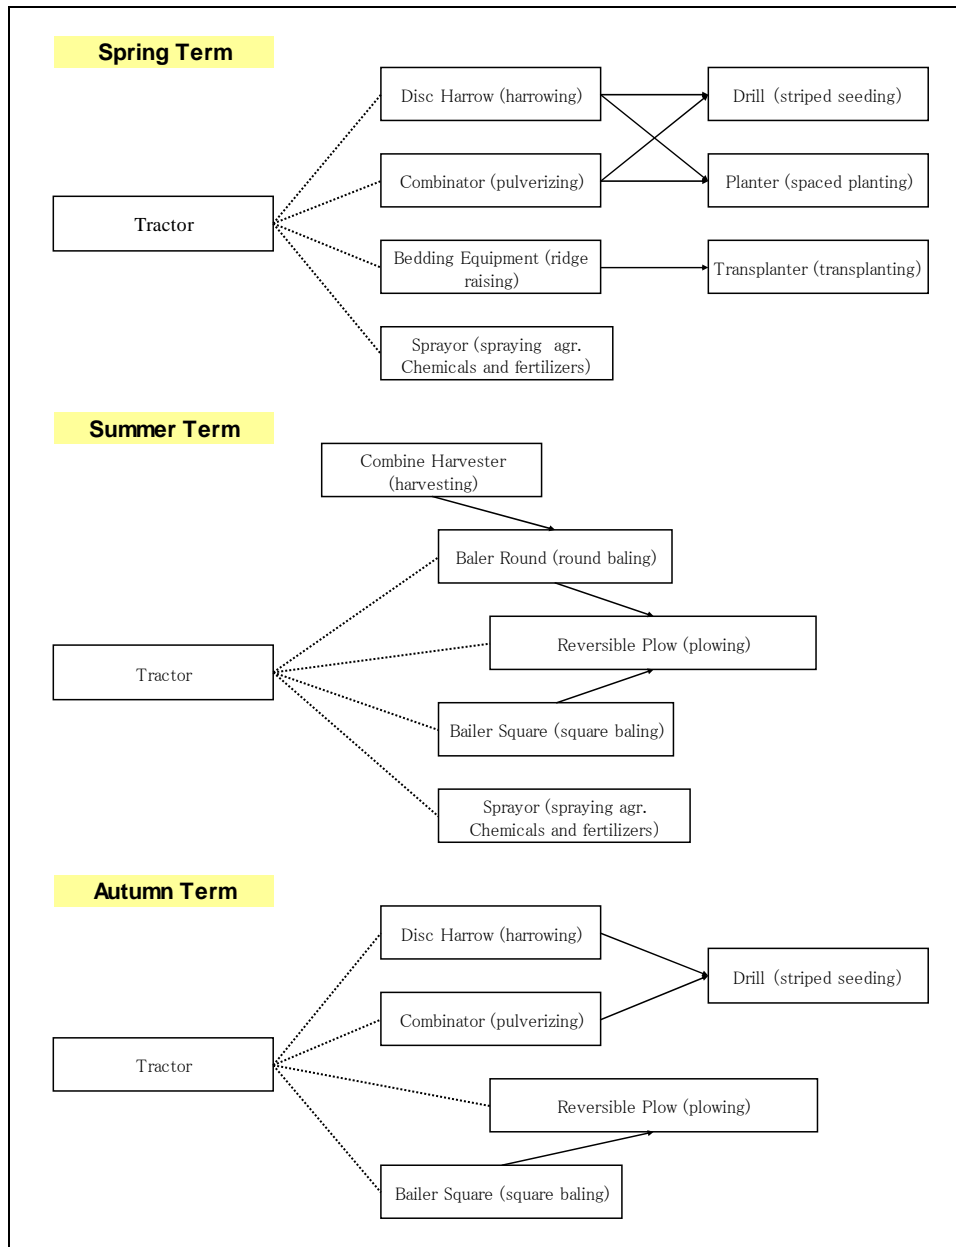 Spring Term
Disc Harrow (harrowing)
Drill (striped seeding)
Combinator (pulverizing)
Planter (spaced planting)
Tractor
Bedding Equipment (ridge
raising)
Transplanter (transplanting)
Sprayor (spraying agr.
Chemicals and fertilizers)
Summer Term
Combine Harvester
(harvesting)
Baler Round (round baling)
Reversible Plow (plowing)
Tractor
Bailer Square (square baling)
Sprayor (spraying agr.
Chemicals and fertilizers)
Autumn Term
Disc Harrow (harrowing)
Drill (striped seeding)
Combinator (pulverizing)
Tractor
Reversible Plow (plowing)
Bailer Square (square baling)